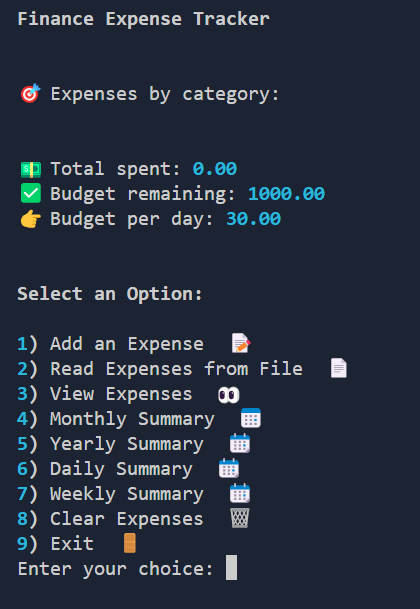 Finance Expense Tracker
🎯 Expenses by category:
💵 Total spent: 0.00
✅ Budget remaining: 1000.00
👉 Budget per day: 30.00
Select an Option:
1) Add an Expense 📝
2) Read Expenses from File 📄
3) View Expenses 👀
4) Monthly Summary 📅
5) Yearly Summary 📆
6) Daily Summary 📆
7) Weekly Summary 📆
8) Clear Expenses 🗑️
9) Exit 🚪
Enter your choice: